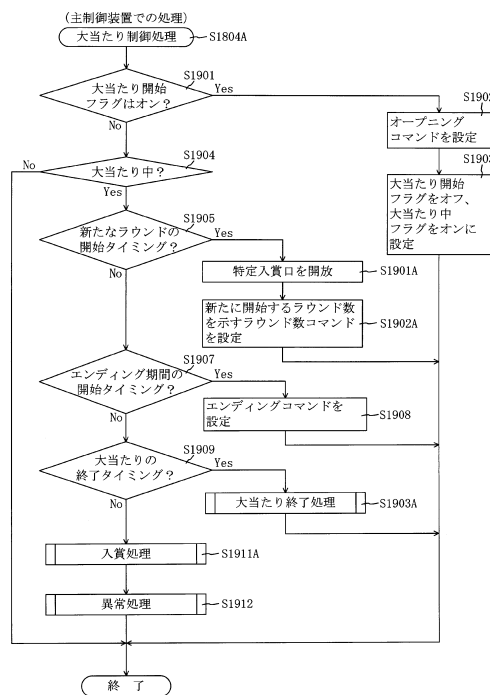 (主制御装置での処理)
大当たり制御処理
S1804A
大当たり開始
フラグはオン？
S1901
Yes
No
S1902
オープニング
コマンドを設定
S1903
大当たり開始
フラグをオフ、
大当たり中
フラグをオンに
設定
大当たり中？
S1904
No
Yes
新たなラウンドの
開始タイミング？
S1905
Yes
No
特定入賞口を開放
S1901A
新たに開始するラウンド数
を示すラウンド数コマンド
を設定
S1902A
エンディング期間の
開始タイミング？
S1907
Yes
No
エンディングコマンドを
設定
S1908
大当たりの
終了タイミング？
S1909
Yes
No
大当たり終了処理
S1903A
入賞処理
S1911A
異常処理
S1912
終 了